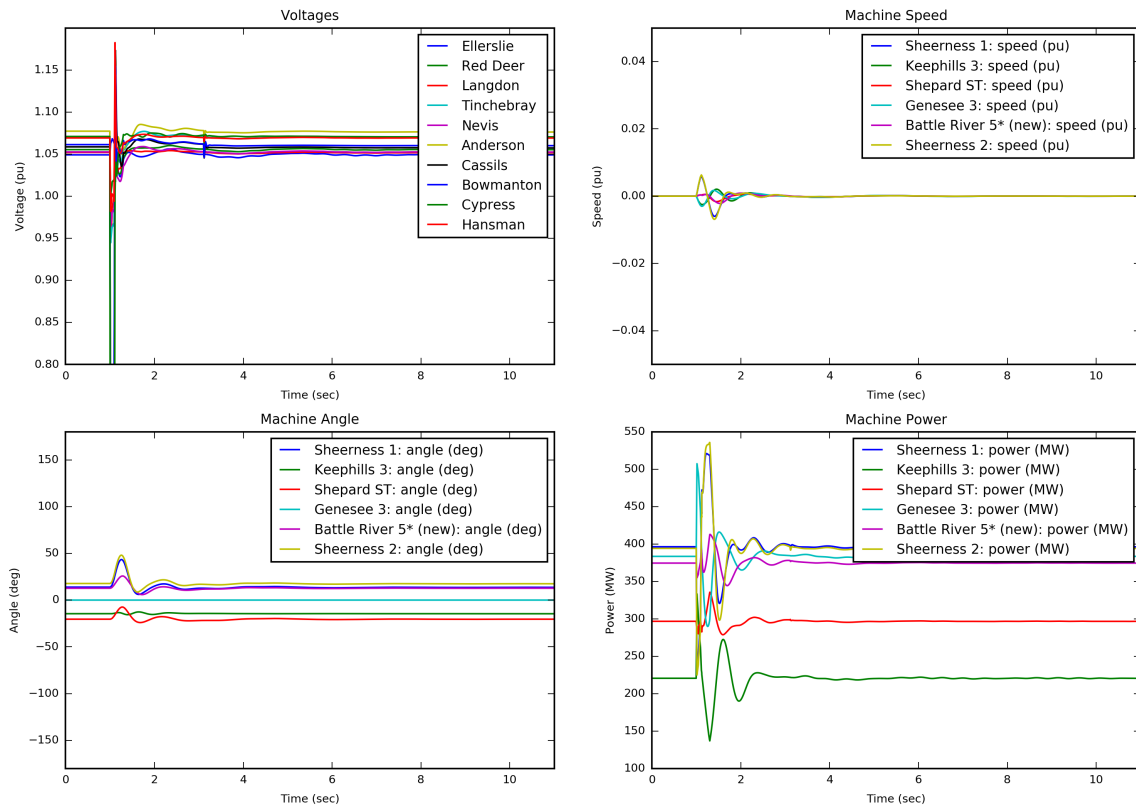 Voltages
Voltage (pu)
1.15
1.10
1.05
1.00
0.95
0.90
0.85
0.80
0 2 4 6 8 10
Time (sec)
Ellerslie
Red Deer
Langdon
Tinchebray
Nevis
Anderson
Cassils
Bowmanton
Cypress
Hansman
Machine Speed
Speed (pu)
0.04
0.02
0.00
−0.02
−0.04
0 2 4 6 8 10
Time (sec)
Sheerness 1: speed (pu)
Keephills 3: speed (pu)
Shepard ST: speed (pu)
Genesee 3: speed (pu)
Battle River 5* (new): speed (pu)
Sheerness 2: speed (pu)
Machine Angle
Angle (deg)
150
100
50
0
−50
−100
−150
0 2 4 6 8 10
Time (sec)
Sheerness 1: angle (deg)
Keephills 3: angle (deg)
Shepard ST: angle (deg)
Genesee 3: angle (deg)
Battle River 5* (new): angle (deg)
Sheerness 2: angle (deg)
Machine Power
Power (MW)
550
500
450
400
350
300
250
200
150
100
0 2 4 6 8 10
Time (sec)
Sheerness 1: power (MW)
Keephills 3: power (MW)
Shepard ST: power (MW)
Genesee 3: power (MW)
Battle River 5* (new): power (MW)
Sheerness 2: power (MW)